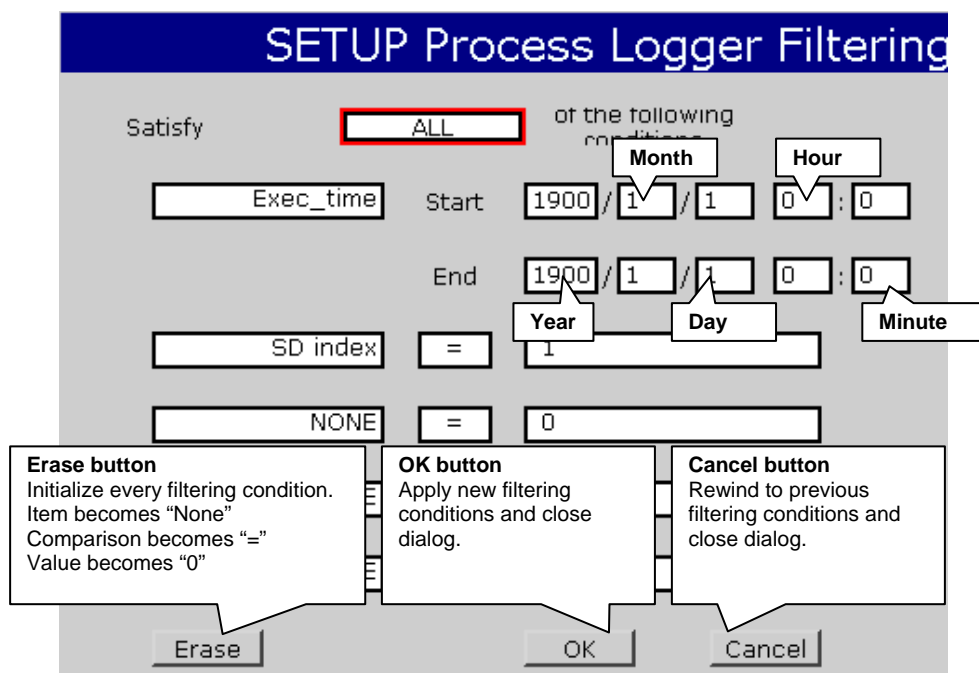 SETUP Process Logger Filtering
Satisfy ALL of the following
conditions
Month Hour
Exec_time Start 1900 / 1 / 1 0 : 0
End 1900 / 1 / 1 0 : 0
Year Day Minute
SD index = 1
NONE = 0
Erase button
Initialize every filtering condition.
Item becomes “None”
Comparison becomes “=”
Value becomes “0”
OK button
Apply new filtering
conditions and close
dialog.
Cancel button
Rewind to previous
filtering conditions and
close dialog.
E
E
Erase OK Cancel